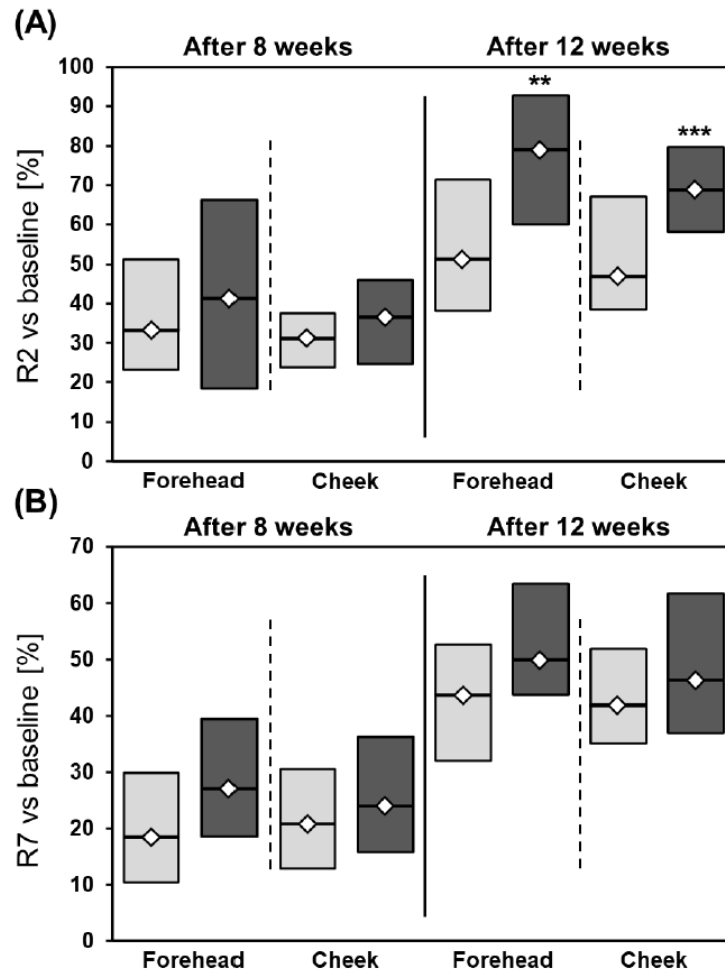 (A)
After 8 weeks After 12 weeks
R2 vs baseline [%]
100
90
80
70
60
50
40
30
20
10
0
** ***
Forehead Cheek Forehead Cheek
(B)
After 8 weeks After 12 weeks
R7 vs baseline [%]
70
60
50
40
30
20
10
0
Forehead Cheek Forehead Cheek